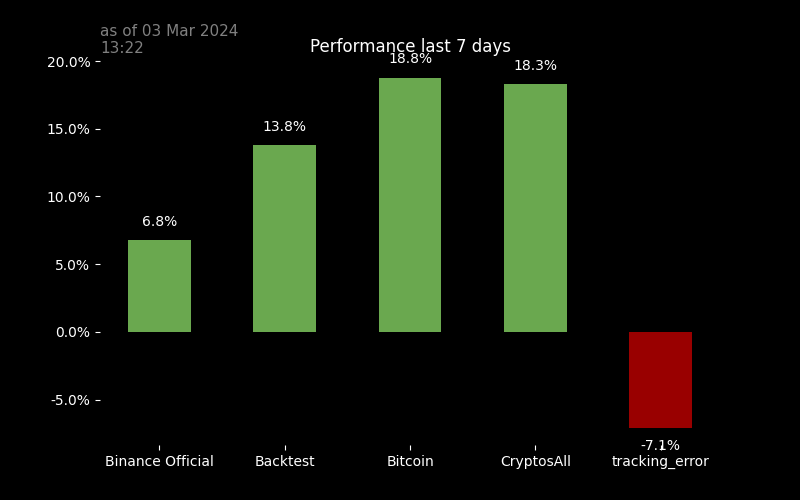 as of 03 Mar 2024
13:22
Performance last 7 days
20.0%
15.0%
10.0%
5.0%
0.0%
-5.0%
6.8%
13.8%
18.8%
18.3%
-7.1%
Binance Official
Backtest
Bitcoin
CryptosAll
tracking_error